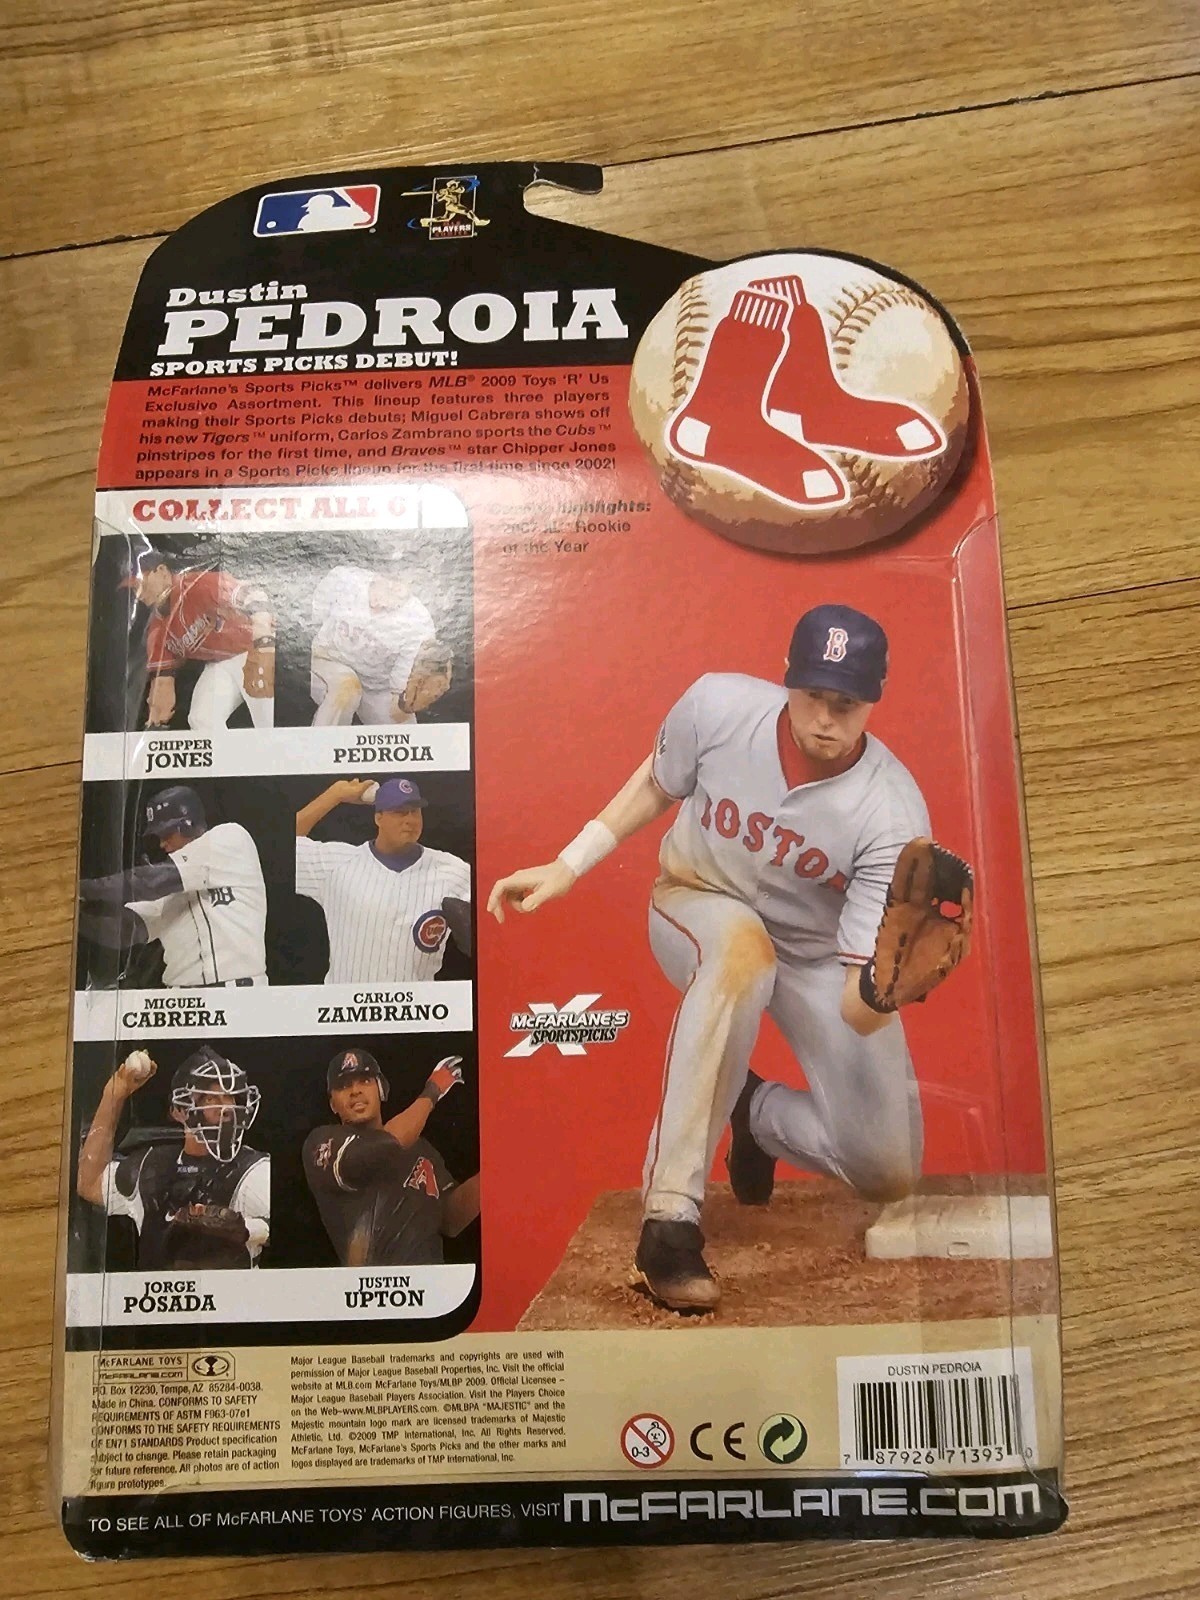 PLAYERS
CHOICE
Dustin
PEDROIA
SPORTS PICKS DEBUT!
McFarlane's Sports Picks™ delivers MLB® 2009 Toys 'R' Us
Exclusive Assortment. This lineup features three players
making their Sports Picks debuts; Miguel Cabrera shows off
his new Tigers™ uniform, Carlos Zambrano sports the Cubs™
pinstripes for the first time, and Braves™ star Chipper Jones
appears in a Sports Picks lineup for the first time since 2002!
COLLECT ALL 6
highlights:
2007 AL® Rookie
of the Year
CHIPPER
JONES
DUSTIN
PEDROIA
B
BOSTON
MIGUEL
CABRERA
CARLOS
ZAMBRANO
McFARLANE'S
SPORTSPICKS
JORGE
POSADA
JUSTIN
UPTON
McFARLANE TOYS
McFARLANE.COM
P.O. Box 12230, Tempe, AZ 85284-0038.
Made in China. CONFORMS TO SAFETY
REQUIREMENTS OF ASTM F963-07e1
CONFORMS TO THE SAFETY REQUIREMENTS
OF EN71 STANDARDS Product specification
subject to change. Please retain packaging
for future reference. All photos are of action
figure prototypes.
Major League Baseball trademarks and copyrights are used with
permission of Major League Baseball Properties, Inc. Visit the official
website at MLB.com McFarlane Toys/MLBP 2009. Official Licensee –
Major League Baseball Players Association. Visit the Players Choice
on the Web–www.MLBPLAYERS.com. ©MLBPA "MAJESTIC" and the
Majestic mountain logo mark are licensed trademarks of Majestic
Athletic, Ltd. ©2009 TMP International, Inc. All Rights Reserved.
McFarlane Toys, McFarlane's Sports Picks and the other marks and
logos displayed are trademarks of TMP International, Inc.
0-3
CE
DUSTIN PEDROIA
7 87926 71393 0
TO SEE ALL OF McFARLANE TOYS' ACTION FIGURES, VISIT McFARLANE.COM